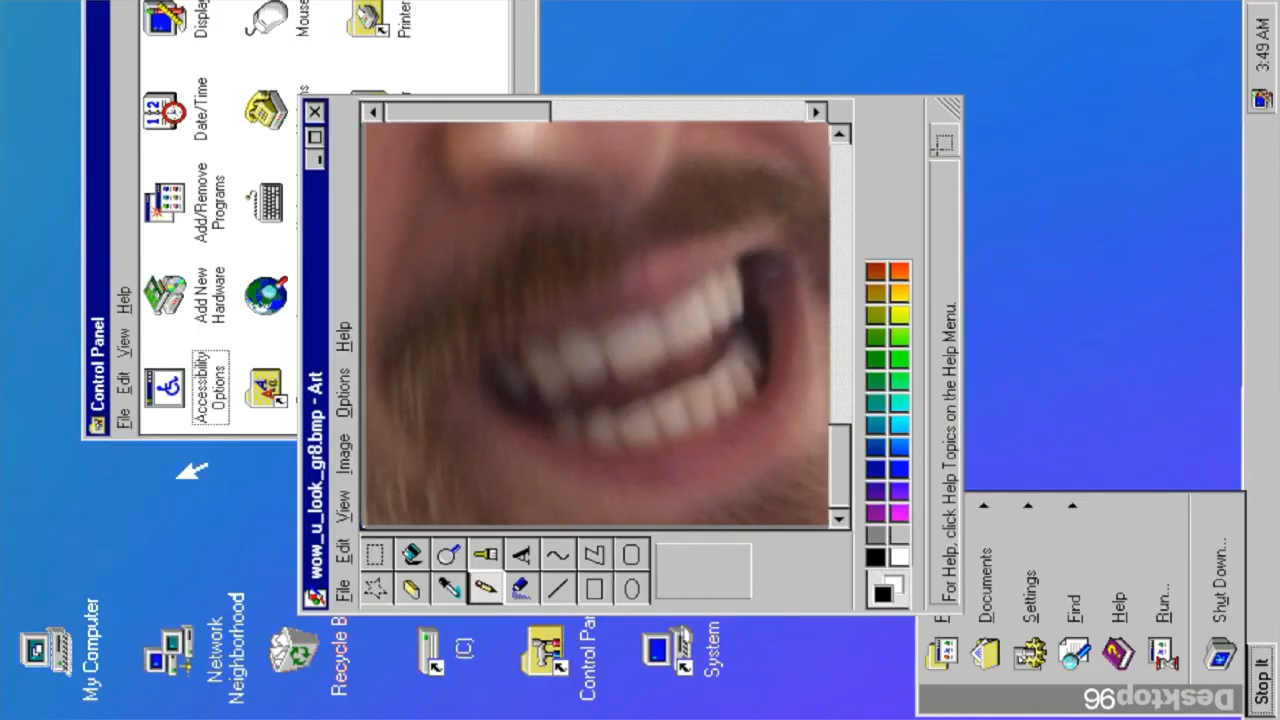 Control Panel
File Edit View Help
Accessibility
Options
Add New
Hardware
Add/Remove
Programs
Date/Time
Display
Mouse
Printer
wow_u_look_gr8.bmp - Art
File Edit View Image Options Help
For Help, click Help Topics on the Help Menu.
My Computer
Network
Neighborhood
Recycle B
(C)
Control Pa
System
Documents
Settings
Find
Help
Run...
Shut Down...
Desktop96
Stop It
3:49 AM